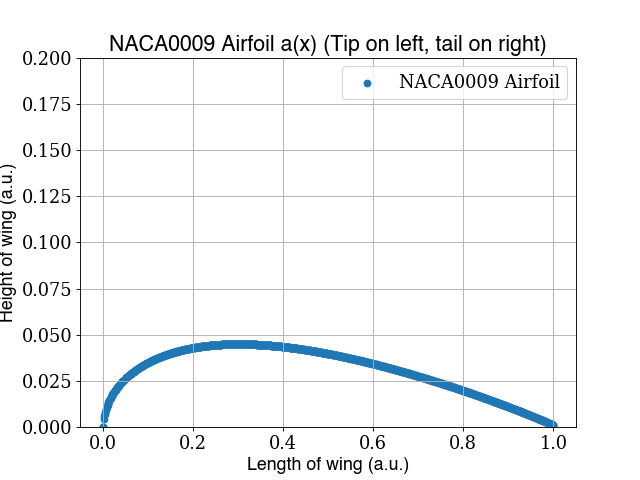 NACA0009 Airfoil a(x) (Tip on left, tail on right)
NACA0009 Airfoil
0.200
0.175
0.150
0.125
0.100
0.075
0.050
0.025
0.000
Height of wing (a.u.)
0.0 0.2 0.4 0.6 0.8 1.0
Length of wing (a.u.)